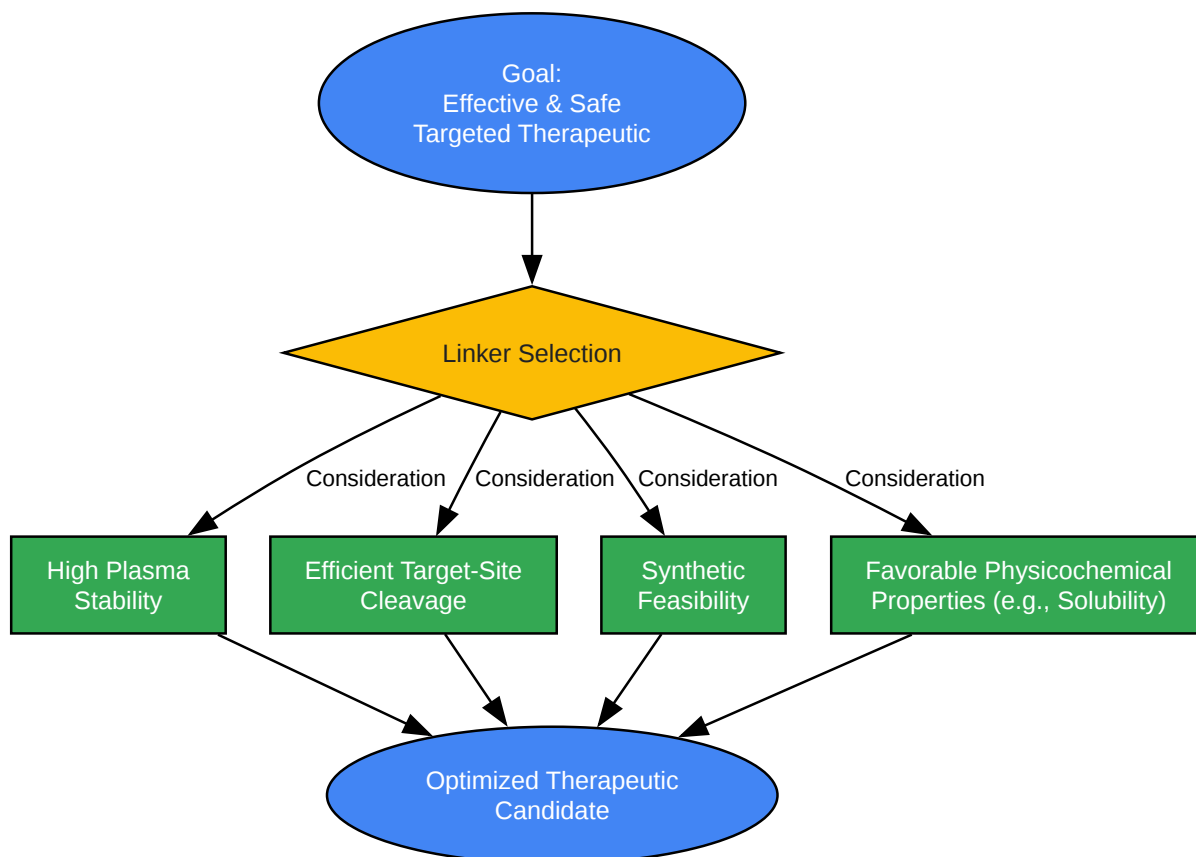 Goal:
Effective & Safe
Targeted Therapeutic
Linker Selection
Consideration
Consideration
Consideration
Consideration
High Plasma
Stability
Efficient Target-Site
Cleavage
Synthetic
Feasibility
Favorable Physicochemical
Properties (e.g., Solubility)
Optimized Therapeutic
Candidate